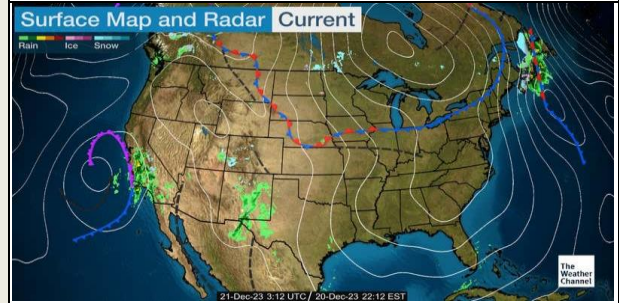 Surface Map and Radar Current
Rain Ice Snow
The
Weather
Channel
21-Dec-23 3:12 UTC / 20-Dec-23 22:12 EST